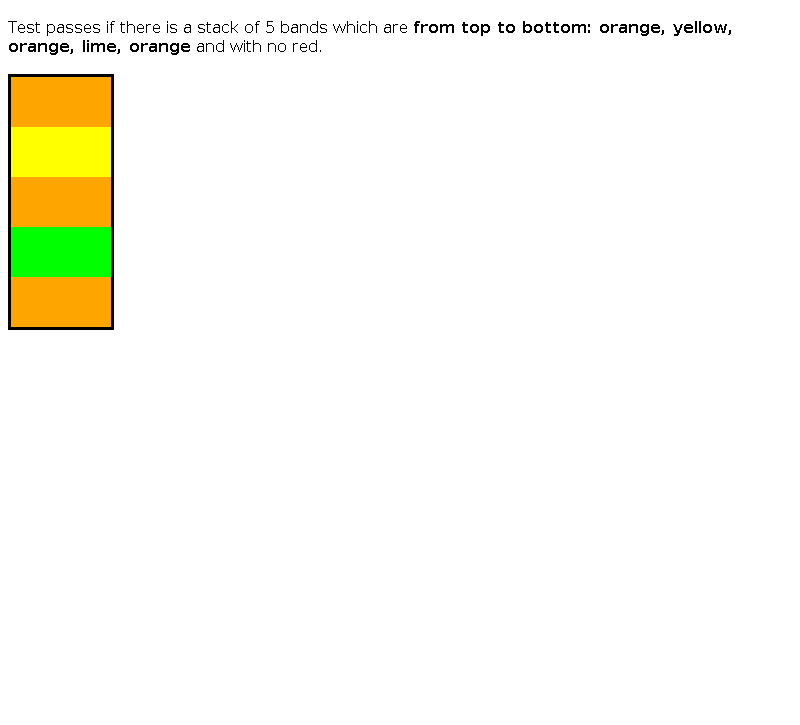 Test passes if there is a stack of 5 bands which are from top to bottom: orange, yellow,
orange, lime, orange and with no red.